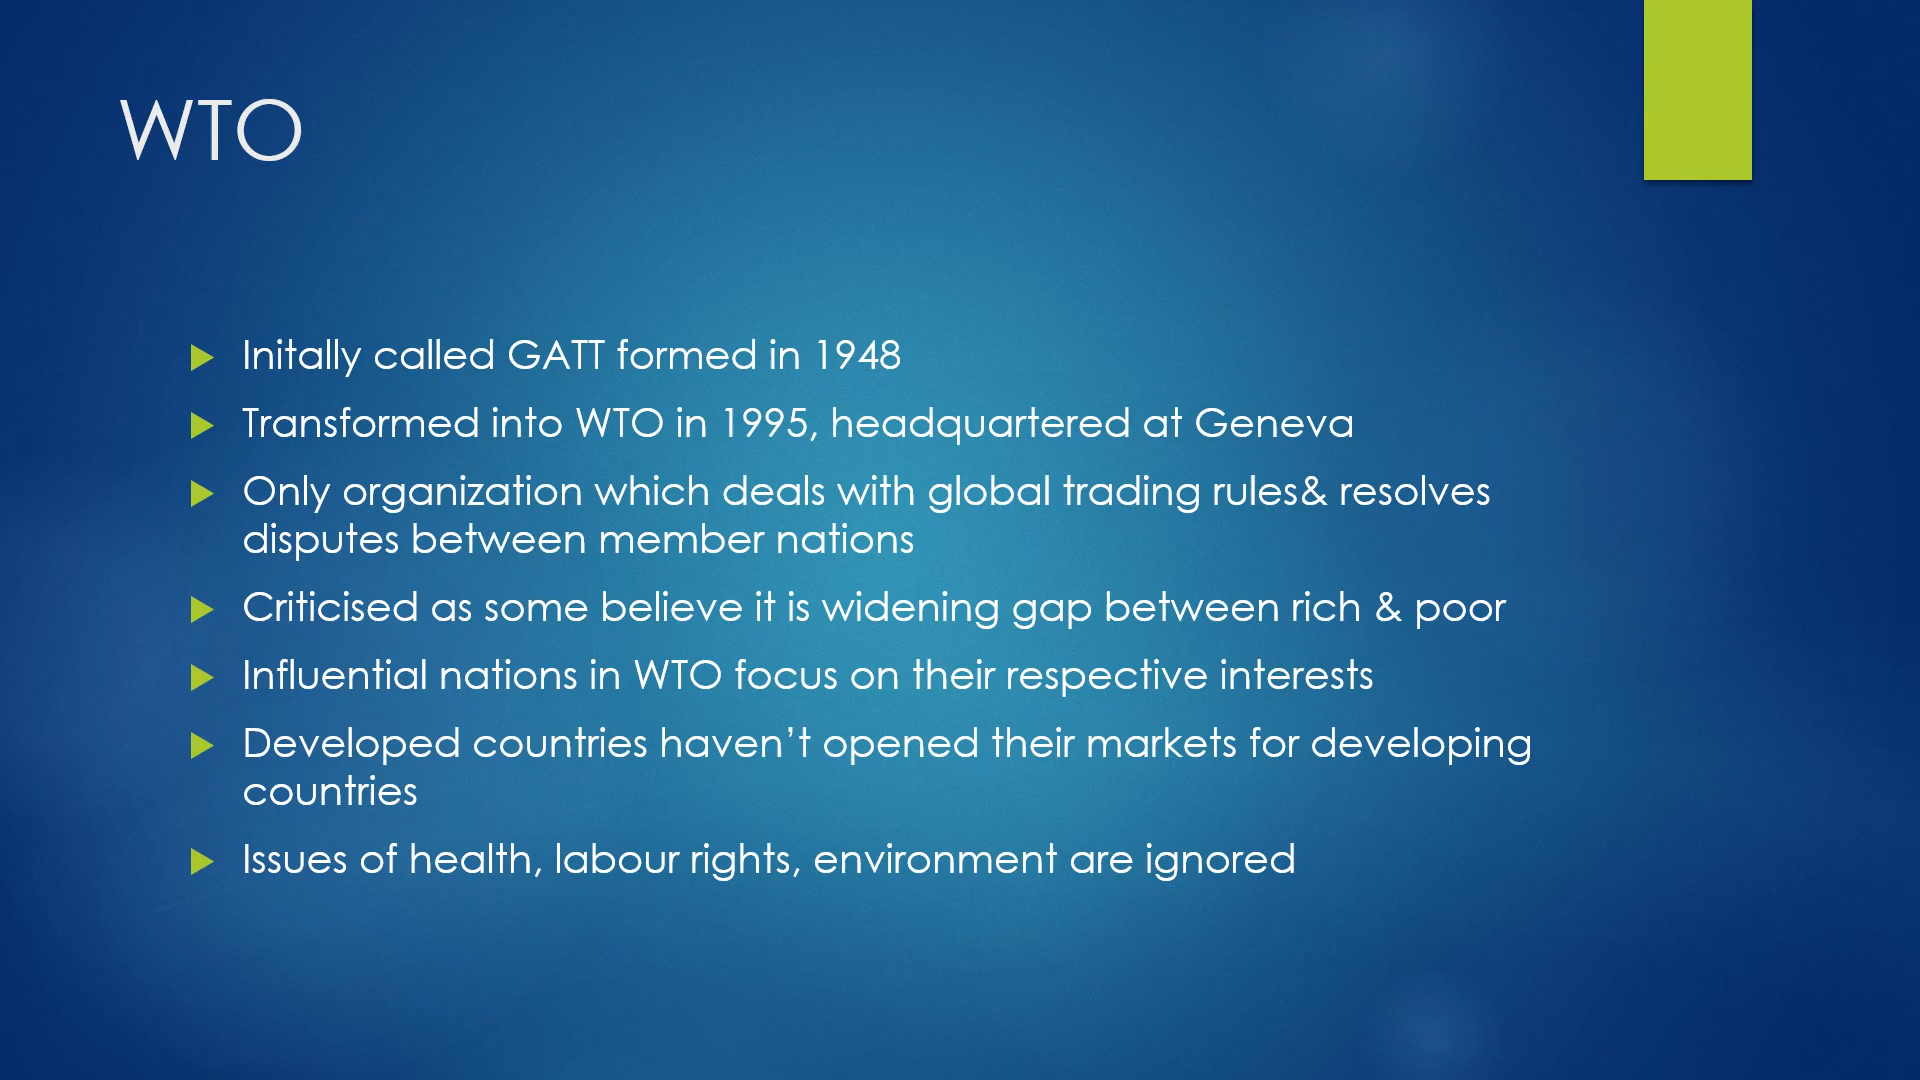 WTO
Initally called GATT formed in 1948
Transformed into WTO in 1995, headquartered at Geneva
Only organization which deals with global trading rules& resolves
disputes between member nations
Criticised as some believe it is widening gap between rich & poor
Influential nations in WTO focus on their respective interests
Developed countries haven’t opened their markets for developing
countries
Issues of health, labour rights, environment are ignored